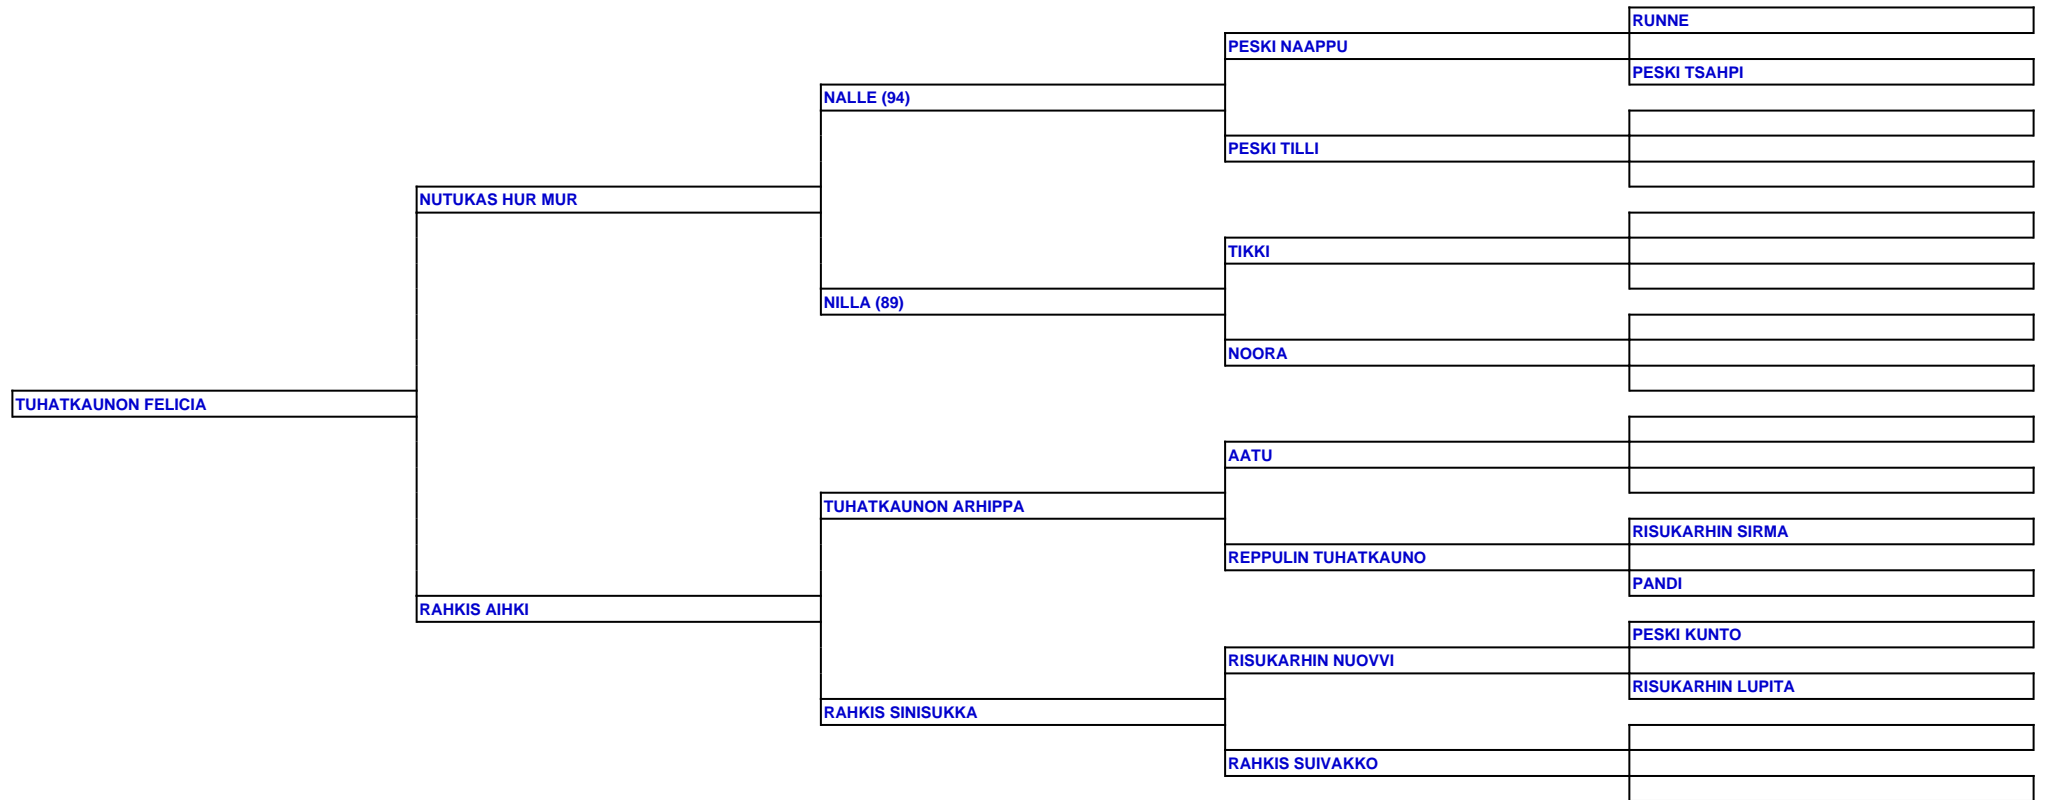 RUNNE
PESKI NAAPPU
PESKI TSAHPI
NALLE (94)
PESKI TILLI
NUTUKAS HUR MUR
TIKKI
NILLA (89)
NOORA
TUHATKAUNON FELICIA
AATU
TUHATKAUNON ARHIPPA
RISUKARHIN SIRMA
REPPULIN TUHATKAUNO
PANDI
RAHKIS AIHKI
PESKI KUNTO
RISUKARHIN NUOVVI
RISUKARHIN LUPITA
RAHKIS SINISUKKA
RAHKIS SUIVAKKO